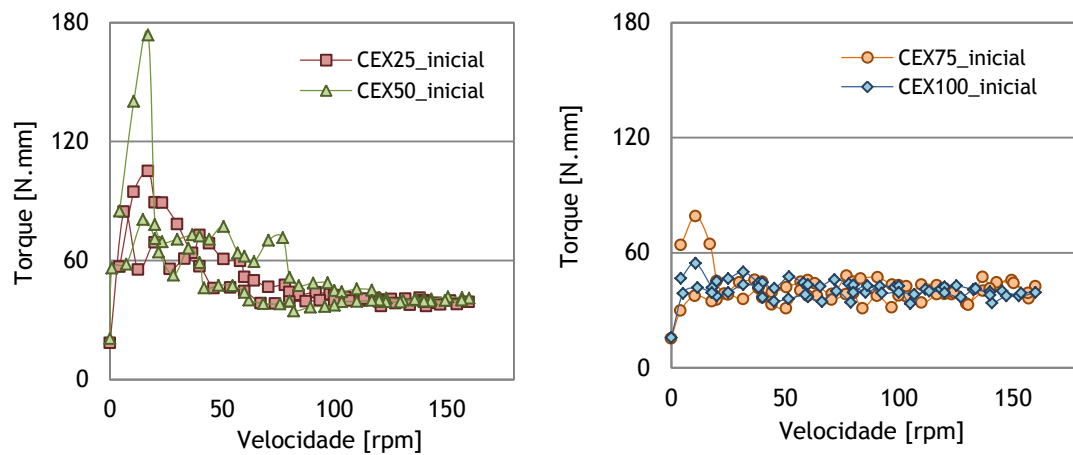 180
120
60
0
0
50
100
150
Torque [N.mm]
Velocidade [rpm]
CEX25_inicial
CEX50_inicial
180
120
60
0
0
50
100
150
Torque [N.mm]
Velocidade [rpm]
CEX75_inicial
CEX100_inicial